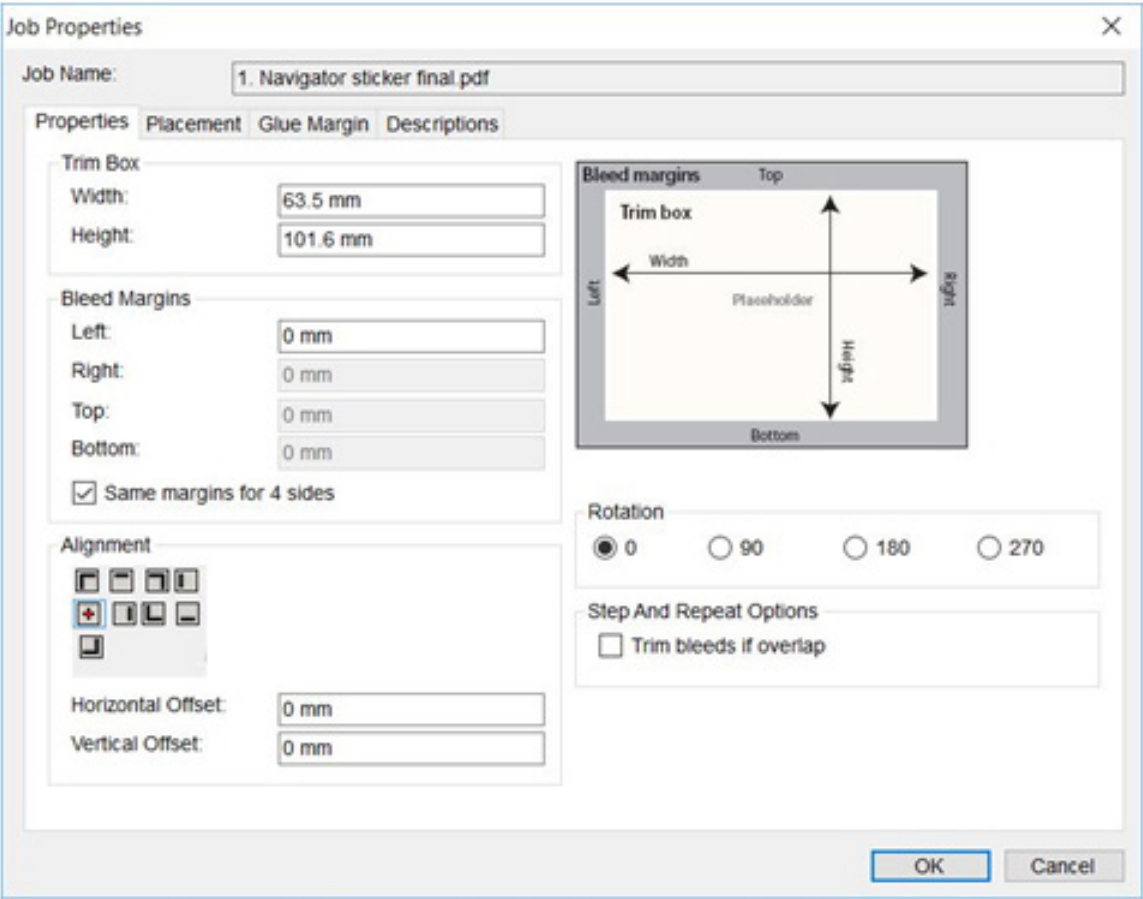 Job Properties
Job Name: 1. Navigator sticker final.pdf
Properties Placement Glue Margin Descriptions
Trim Box
Width: 63.5 mm
Height: 101.6 mm
Bleed Margins
Left: 0 mm
Right: 0 mm
Top: 0 mm
Bottom: 0 mm
Same margins for 4 sides
Alignment
Horizontal Offset: 0 mm
Vertical Offset: 0 mm
Bleed margins Top
Trim box
Width
Left
Placeholder
Right
Height
Bottom
Rotation
0 90 180 270
Step And Repeat Options
Trim bleeds if overlap
OK Cancel